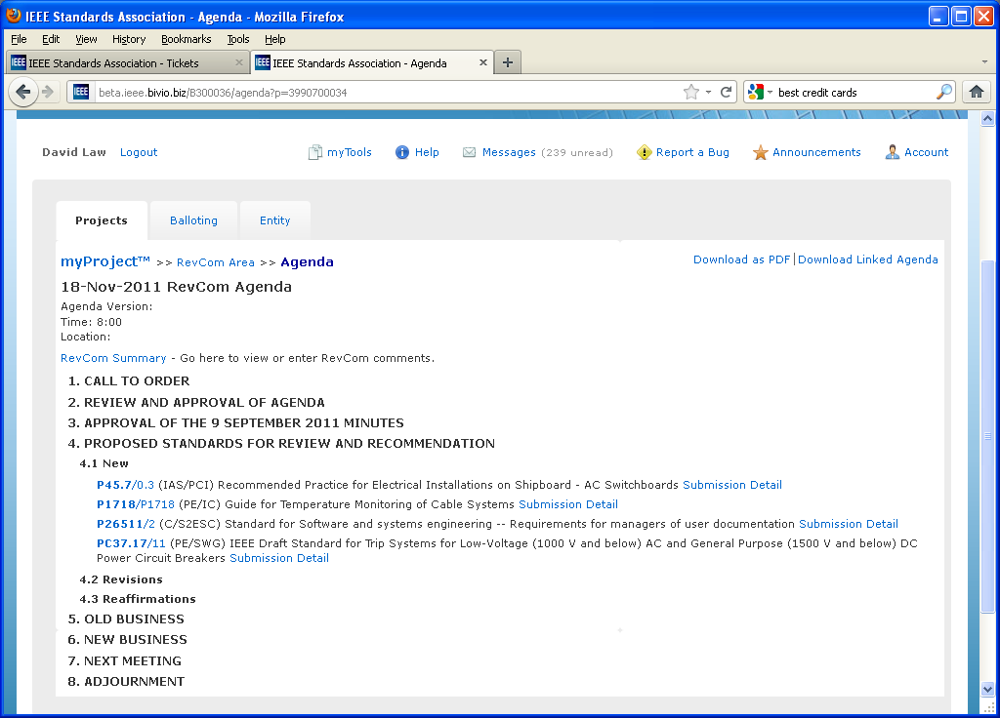 IEEE Standards Association - Agenda - Mozilla Firefox
File Edit View History Bookmarks Tools Help
IEEE IEEE Standards Association - Tickets IEEE IEEE Standards Association - Agenda
IEEE beta.ieee.bivio.biz/B300036/agenda?p=3990700034 best credit cards
David Law Logout myTools Help Messages (239 unread) Report a Bug Announcements Account
Projects Balloting Entity
myProject™ >> RevCom Area >> Agenda Download as PDF|Download Linked Agenda
18-Nov-2011 RevCom Agenda
Agenda Version:
Time: 8:00
Location:
RevCom Summary - Go here to view or enter RevCom comments.
1. CALL TO ORDER
2. REVIEW AND APPROVAL OF AGENDA
3. APPROVAL OF THE 9 SEPTEMBER 2011 MINUTES
4. PROPOSED STANDARDS FOR REVIEW AND RECOMMENDATION
4.1 New
P45.7/0.3 (IAS/PCI) Recommended Practice for Electrical Installations on Shipboard - AC Switchboards Submission Detail
P1718/P1718 (PE/IC) Guide for Temperature Monitoring of Cable Systems Submission Detail
P26511/2 (C/S2ESC) Standard for Software and systems engineering -- Requirements for managers of user documentation Submission Detail
PC37.17/11 (PE/SWG) IEEE Draft Standard for Trip Systems for Low-Voltage (1000 V and below) AC and General Purpose (1500 V and below) DC
Power Circuit Breakers Submission Detail
4.2 Revisions
4.3 Reaffirmations
5. OLD BUSINESS
6. NEW BUSINESS
7. NEXT MEETING
8. ADJOURNMENT